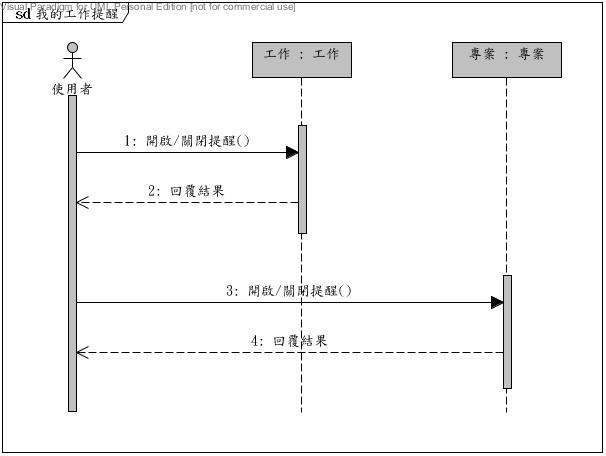 Visual Paradigm for UML Personal Edition [not for commercial use]
sd 我的工作提醒
工作 : 工作
專案 : 專案
使用者
1: 開啟/關閉提醒()
2: 回覆結果
3: 開啟/關閉提醒()
4: 回覆結果